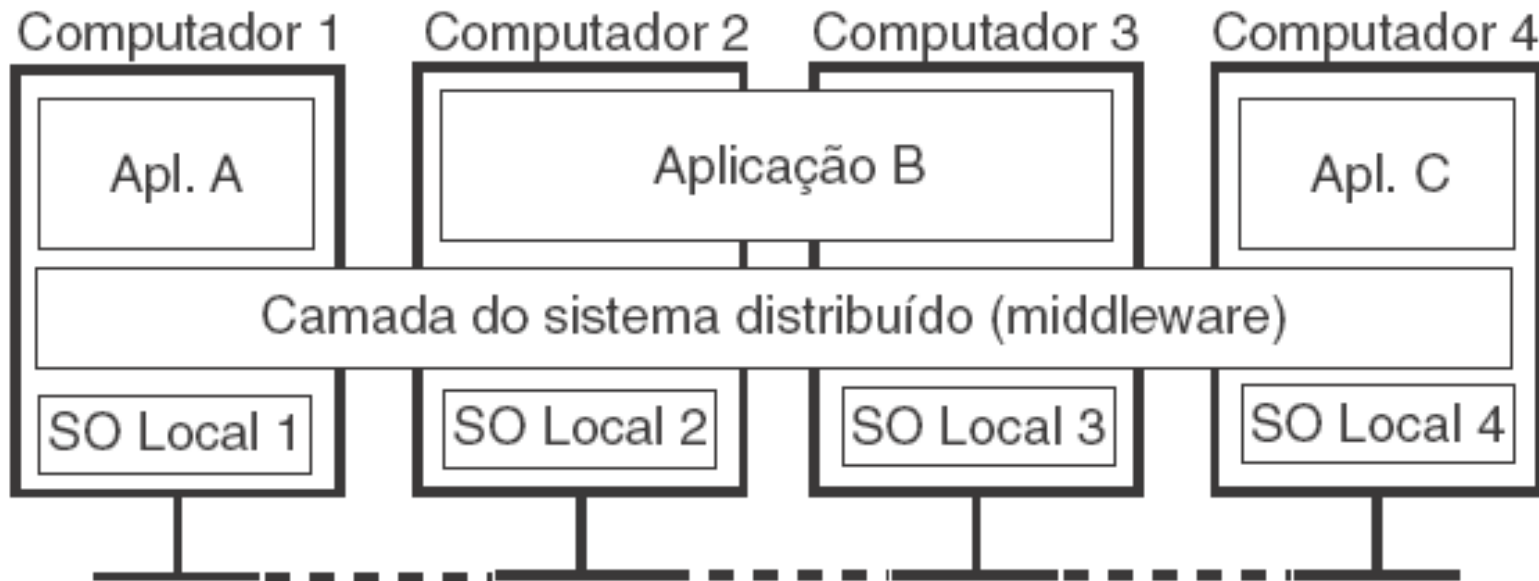 Computador 1 Computador 2 Computador 3 Computador 4
Apl. A Aplicação B Apl. C
Camada do sistema distribuído (middleware)
SO Local 1 SO Local 2 SO Local 3 SO Local 4